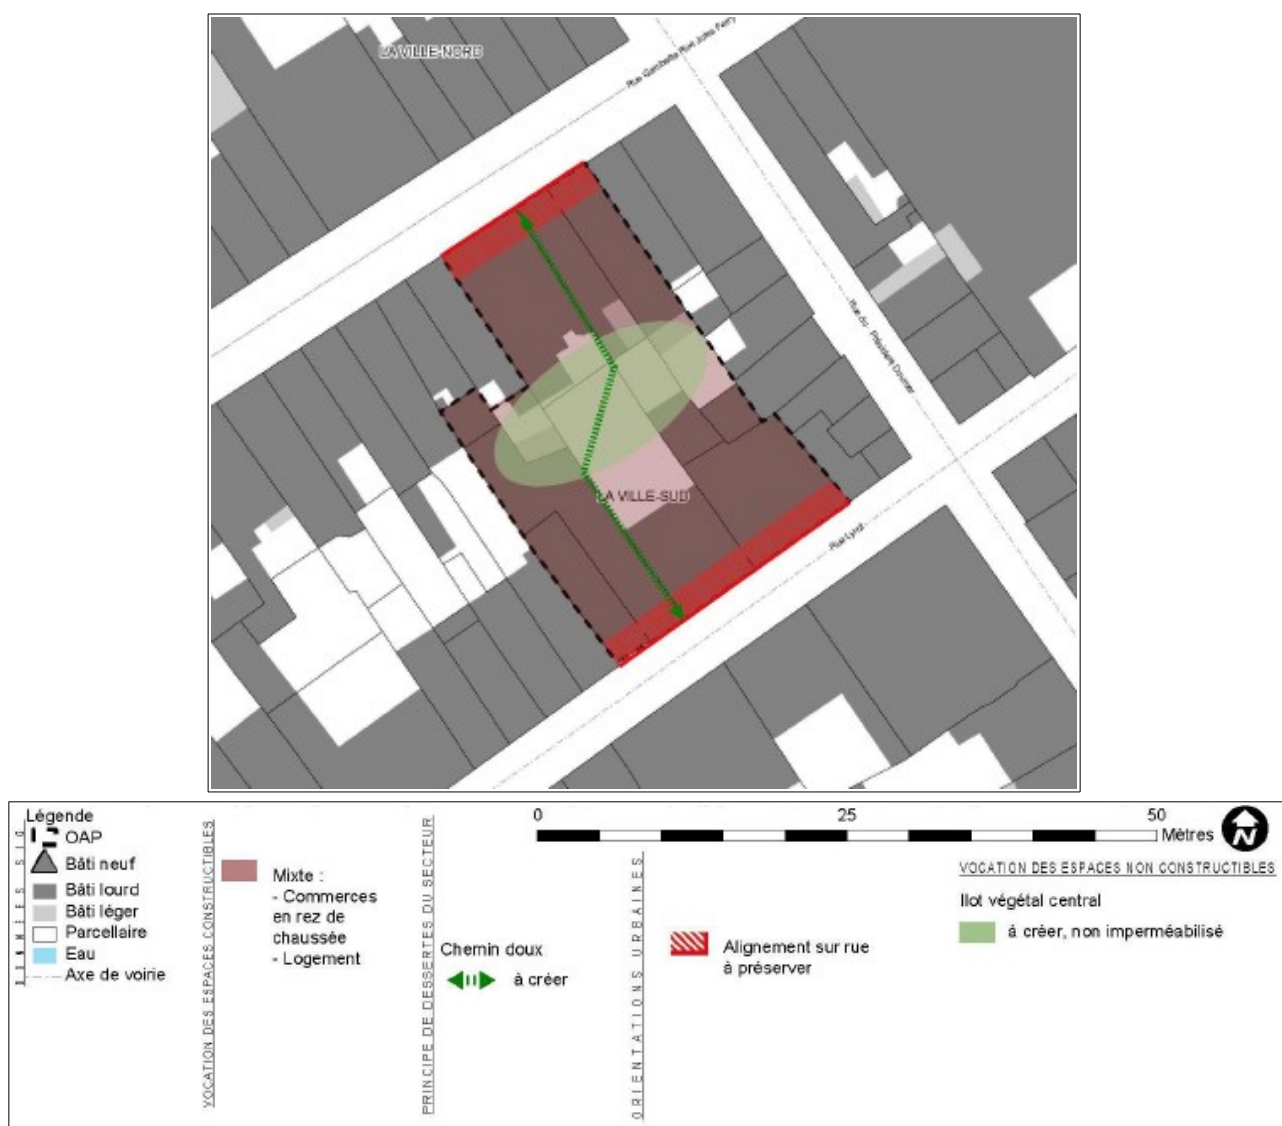 LA VILLE-NORD
Rue Gambetta Rue Jules Ferry
Rue du Président Doumer
LA VILLE-SUD
Rue Lyrot
Légende
OAP
Bâti neuf
Bâti lourd
Bâti léger
Parcellaire
Eau
Axe de voirie
VOCATION DES ESPACES CONSTRUCTIBLES
Mixte :
- Commerces
en rez de
chaussée
- Logement
PRINCIPE DE DESSERTES DU SECTEUR
Chemin doux
à créer
0 25 50
Mètres
N
ORIENTATIONS URBAINES
Alignement sur rue
à préserver
VOCATION DES ESPACES NON CONSTRUCTIBLES
Ilot végétal central
à créer, non imperméabilisé